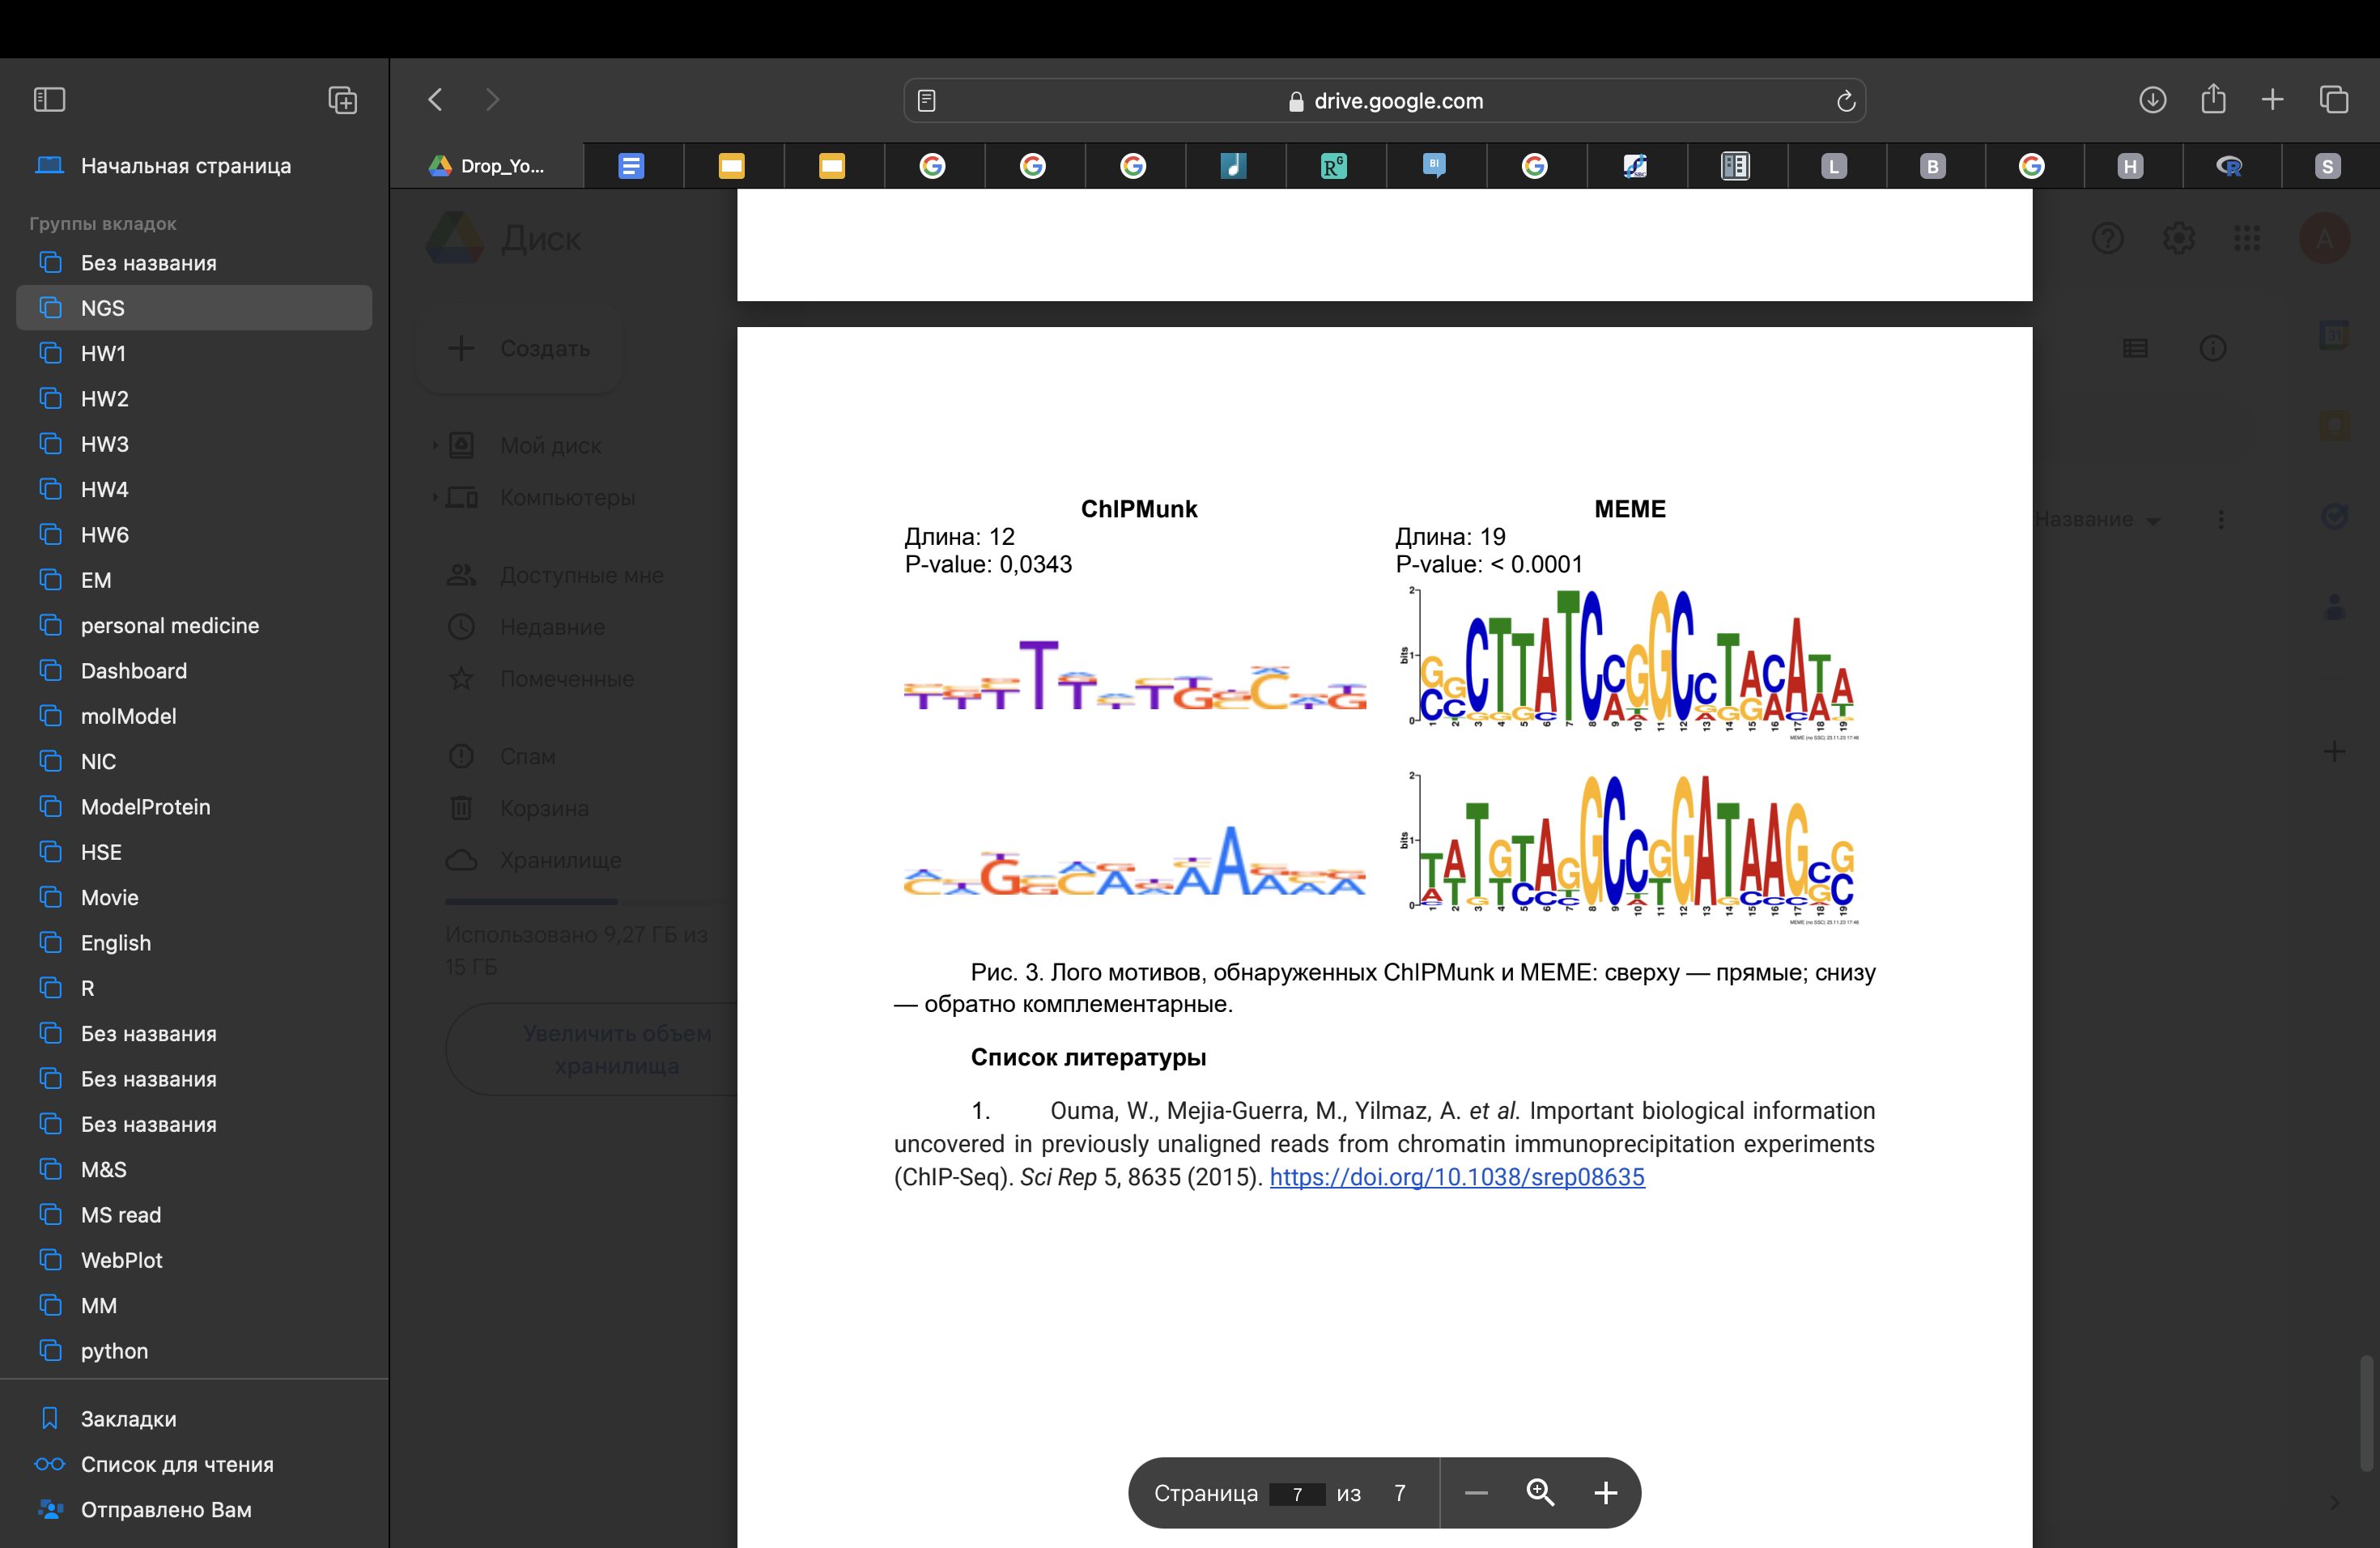 drive.google.com
Начальная страница
Группы вкладок
Без названия
NGS
HW1
HW2
HW3
HW4
HW6
EM
personal medicine
Dashboard
molModel
NIC
ModelProtein
HSE
Movie
English
R
Без названия
Без названия
Без названия
M&S
MS read
WebPlot
MM
python
Закладки
Список для чтения
Отправлено Вам
Drop_Yo...
L
B
H
S
Диск
A
Создать
Мой диск
Компьютеры
Доступные мне
Недавние
Помеченные
Спам
Корзина
Хранилище
Использовано 9,27 ГБ из
15 ГБ
Увеличить объем
хранилища
Название
31
ChIPMunk
Длина: 12
P-value: 0,0343
MEME
Длина: 19
P-value: < 0.0001
Рис. 3. Лого мотивов, обнаруженных ChIPMunk и MEME: сверху — прямые; снизу
— обратно комплементарные.
Список литературы
1. Ouma, W., Mejia-Guerra, M., Yilmaz, A. et al. Important biological information
uncovered in previously unaligned reads from chromatin immunoprecipitation experiments
(ChIP-Seq). Sci Rep 5, 8635 (2015). https://doi.org/10.1038/srep08635
Страница 7 из 7